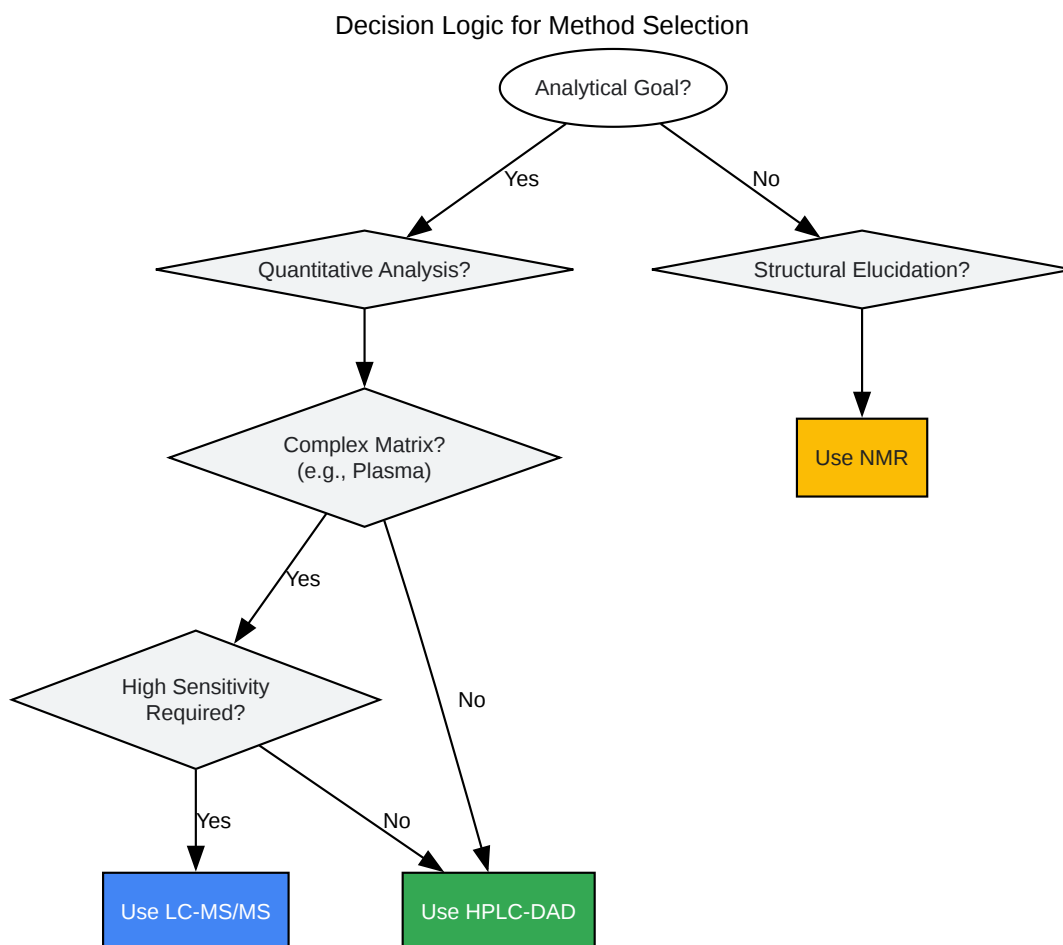 Decision Logic for Method Selection
Analytical Goal?
Yes
No
Quantitative Analysis?
Structural Elucidation?
Complex Matrix?
(e.g., Plasma)
Use NMR
Yes
No
High Sensitivity
Required?
Yes
No
Use LC-MS/MS
Use HPLC-DAD